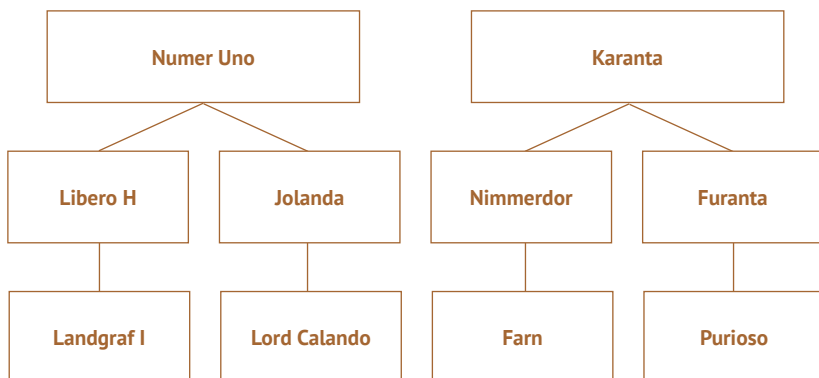 Numer Uno
Karanta
Libero H
Jolanda
Nimmerdor
Furanta
Landgraf I
Lord Calando
Farn
Purioso